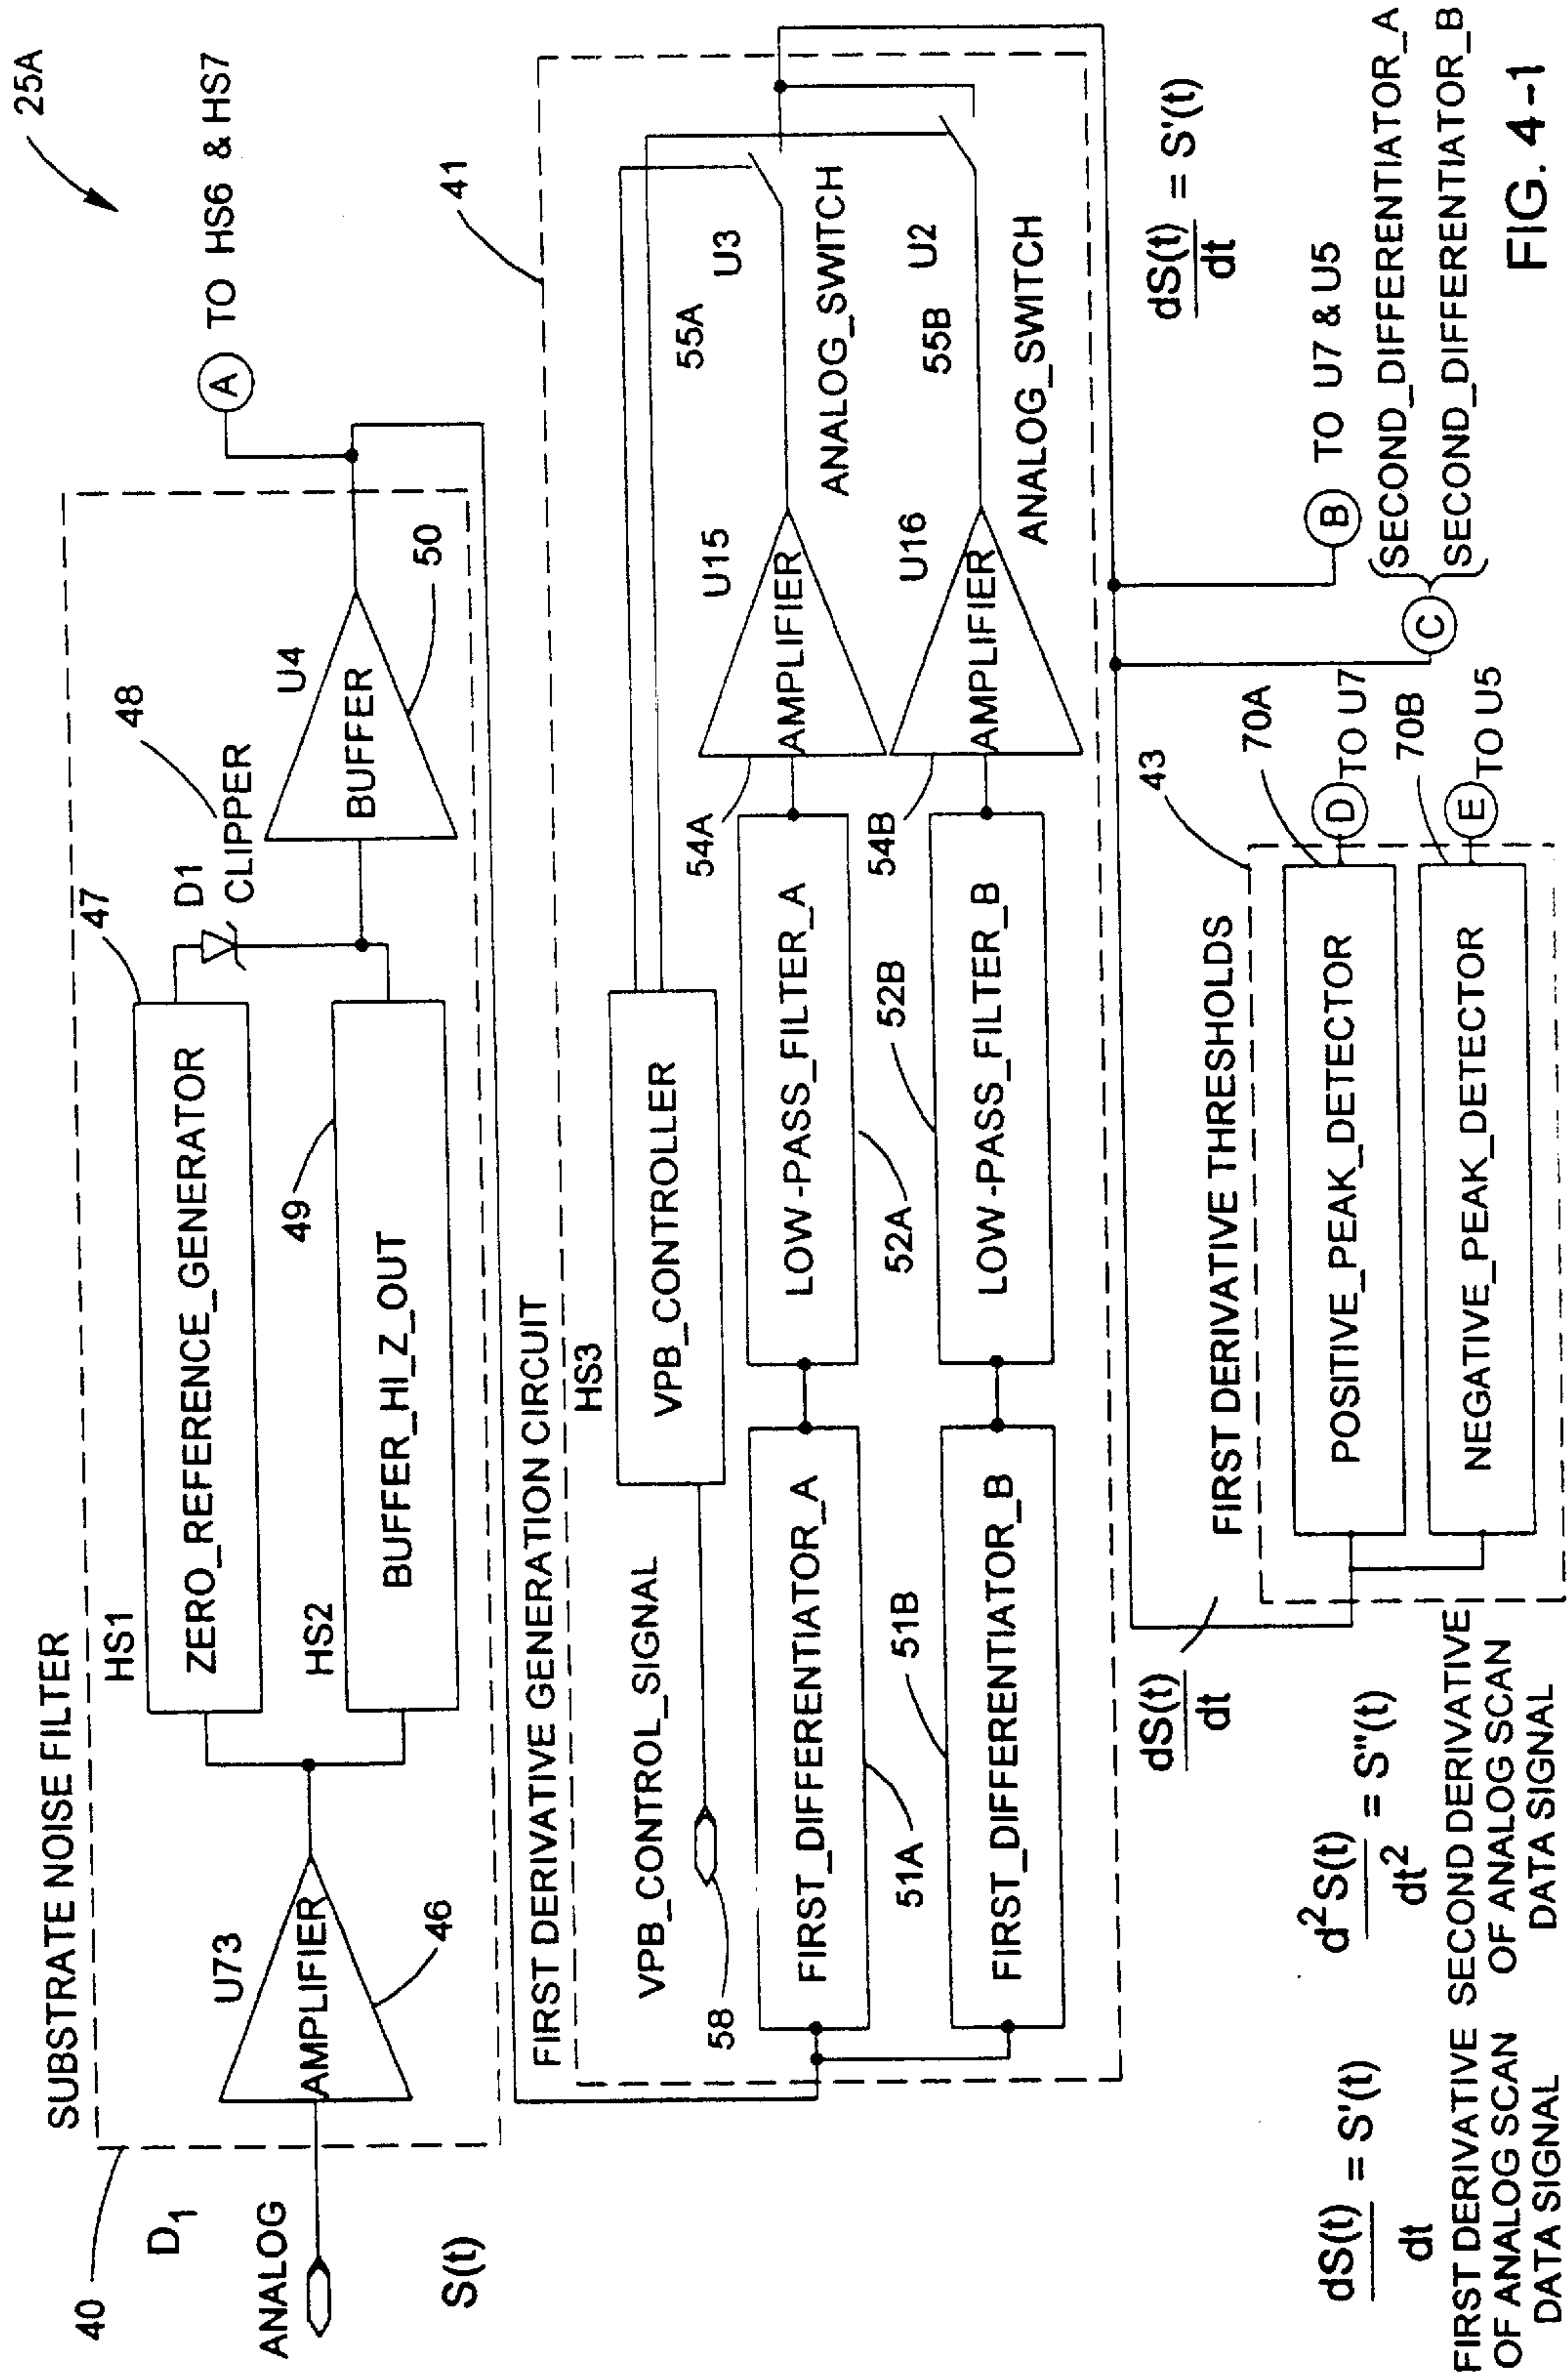 25A
SUBSTRATE NOISE FILTER
40
D1
ANALOG
S(t)
U73
AMPLIFIER
46
HS1
ZERO_REFERENCE_GENERATOR
47
HS2
BUFFER_HI_Z_OUT
49
D1
CLIPPER
48
U4
BUFFER
50
A TO HS6 & HS7
FIRST DERIVATIVE GENERATION CIRCUIT
41
HS3
VPB_CONTROLLER
VPB_CONTROL_SIGNAL
58
FIRST_DIFFERENTIATOR_A
51A
LOW-PASS_FILTER_A
52A
54A
U15
AMPLIFIER
55A
U3
ANALOG_SWITCH
FIRST_DIFFERENTIATOR_B
51B
LOW-PASS_FILTER_B
52B
54B
U16
AMPLIFIER
55B
U2
ANALOG_SWITCH
dS(t)
dt
= S'(t)
dS(t)
dt
FIRST DERIVATIVE THRESHOLDS
43
POSITIVE_PEAK_DETECTOR
70A
D TO U7
NEGATIVE_PEAK_DETECTOR
70B
E TO U5
B TO U7 & U5
C
SECOND_DIFFERENTIATOR_A
SECOND_DIFFERENTIATOR_B
dS(t)
dt
= S'(t)
FIRST DERIVATIVE
OF ANALOG SCAN
DATA SIGNAL
d2S(t)
dt2
= S"(t)
SECOND DERIVATIVE
OF ANALOG SCAN
DATA SIGNAL
FIG. 4-1